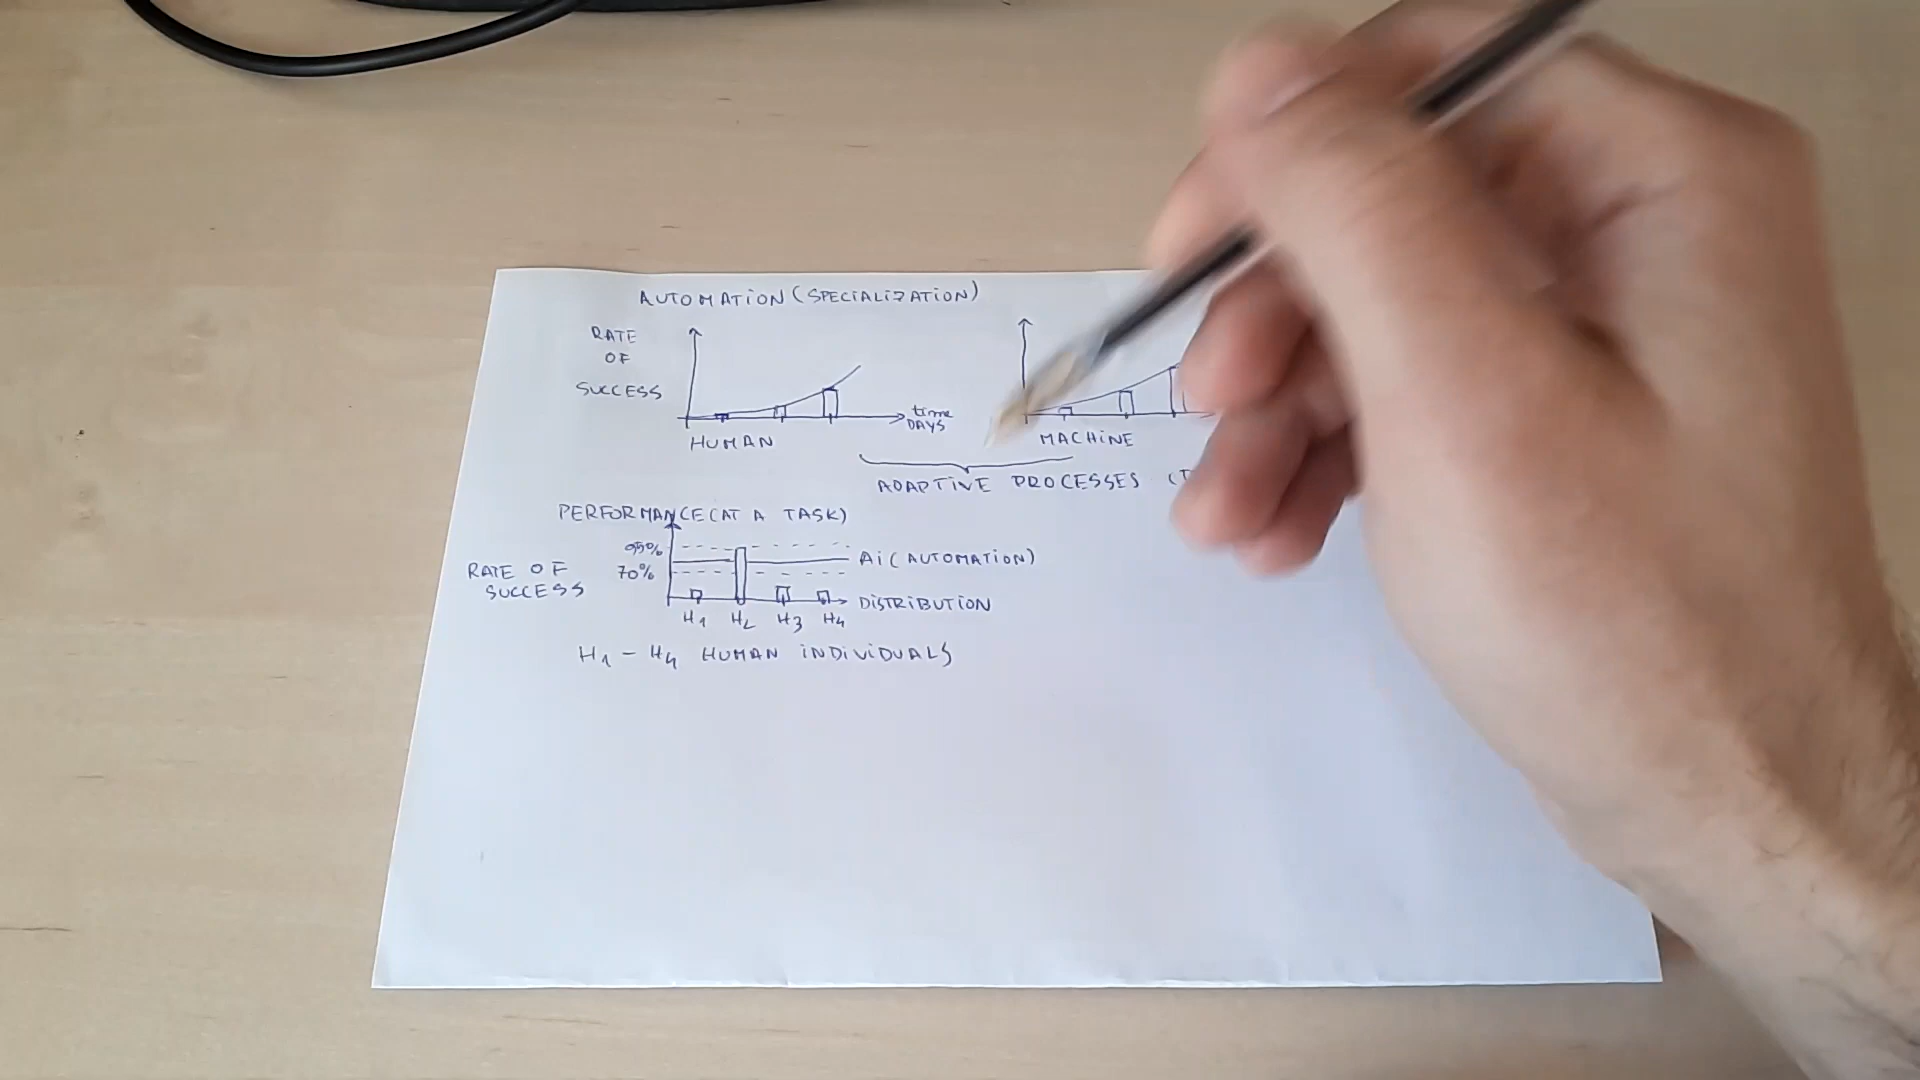 AUTOMATION (SPECIALIZATION)
RATE
OF
SUCCESS
time
DAYS
HUMAN
MACHINE
ADAPTIVE PROCESSES
PERFORMANCE (AT A TASK)
95%
70%
RATE OF
SUCCESS
Ai (AUTOMATION)
DISTRIBUTION
H1 H2 H3 H4
H1 - H4 HUMAN INDIVIDUALS